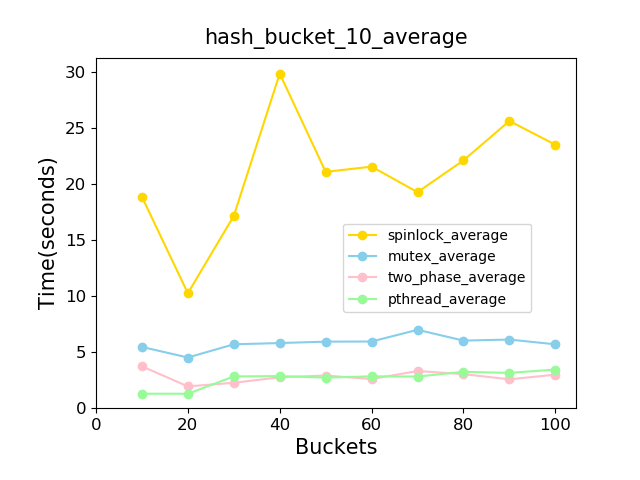 hash_bucket_10_average
Time(seconds)
30
25
20
15
10
5
0
spinlock_average
mutex_average
two_phase_average
pthread_average
0 20 40 60 80 100
Buckets